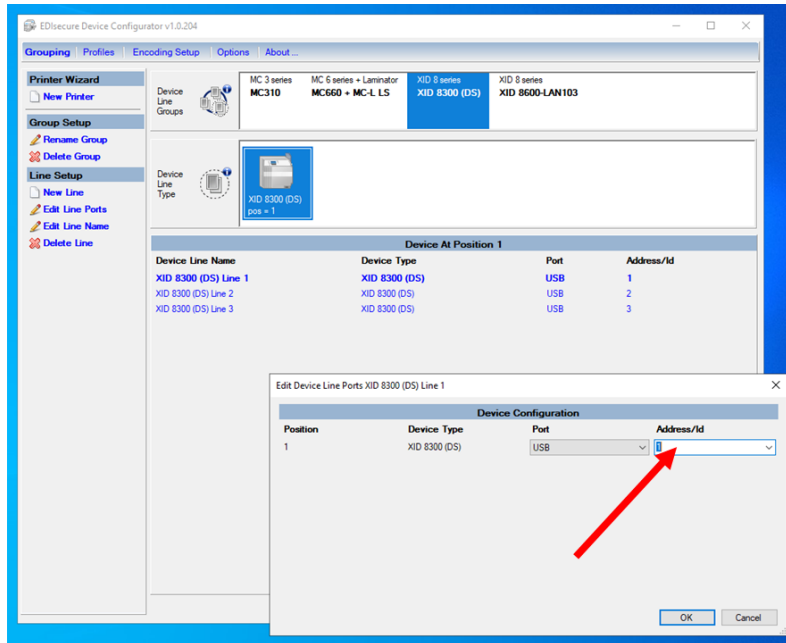 EDIsecure Device Configurator v1.0.204
Grouping Profiles Encoding Setup Options About ...
Printer Wizard
New Printer
Group Setup
Rename Group
Delete Group
Line Setup
New Line
Edit Line Ports
Edit Line Name
Delete Line
Device
Line
Groups
MC 3 series MC 6 series + Laminator XID 8 series XID 8 series
MC310 MC660 + MC-L LS XID 8300 (DS) XID 8600-LAN103
Device
Line
Type
XID 8300 (DS)
pos = 1
Device At Position 1
Device Line Name Device Type Port Address/Id
XID 8300 (DS) Line 1 XID 8300 (DS) USB 1
XID 8300 (DS) Line 2 XID 8300 (DS) USB 2
XID 8300 (DS) Line 3 XID 8300 (DS) USB 3
Edit Device Line Ports XID 8300 (DS) Line 1
Device Configuration
Position Device Type Port Address/Id
1 XID 8300 (DS) USB 1
OK Cancel